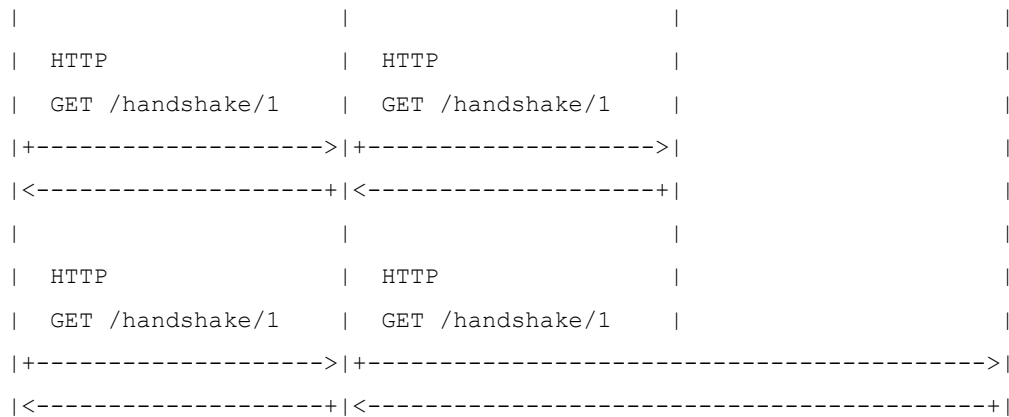 |                      |                      |                      |
|  HTTP                |  HTTP                |                      |
|  GET /handshake/1    |  GET /handshake/1    |                      |
|+-------------------->|+-------------------->|                      |
|<--------------------+|<--------------------+|                      |
|                      |                      |                      |
|  HTTP                |  HTTP                |                      |
|  GET /handshake/1    |  GET /handshake/1    |                      |
|+-------------------->|+------------------------------------------->|
|<--------------------+|<-------------------------------------------+|